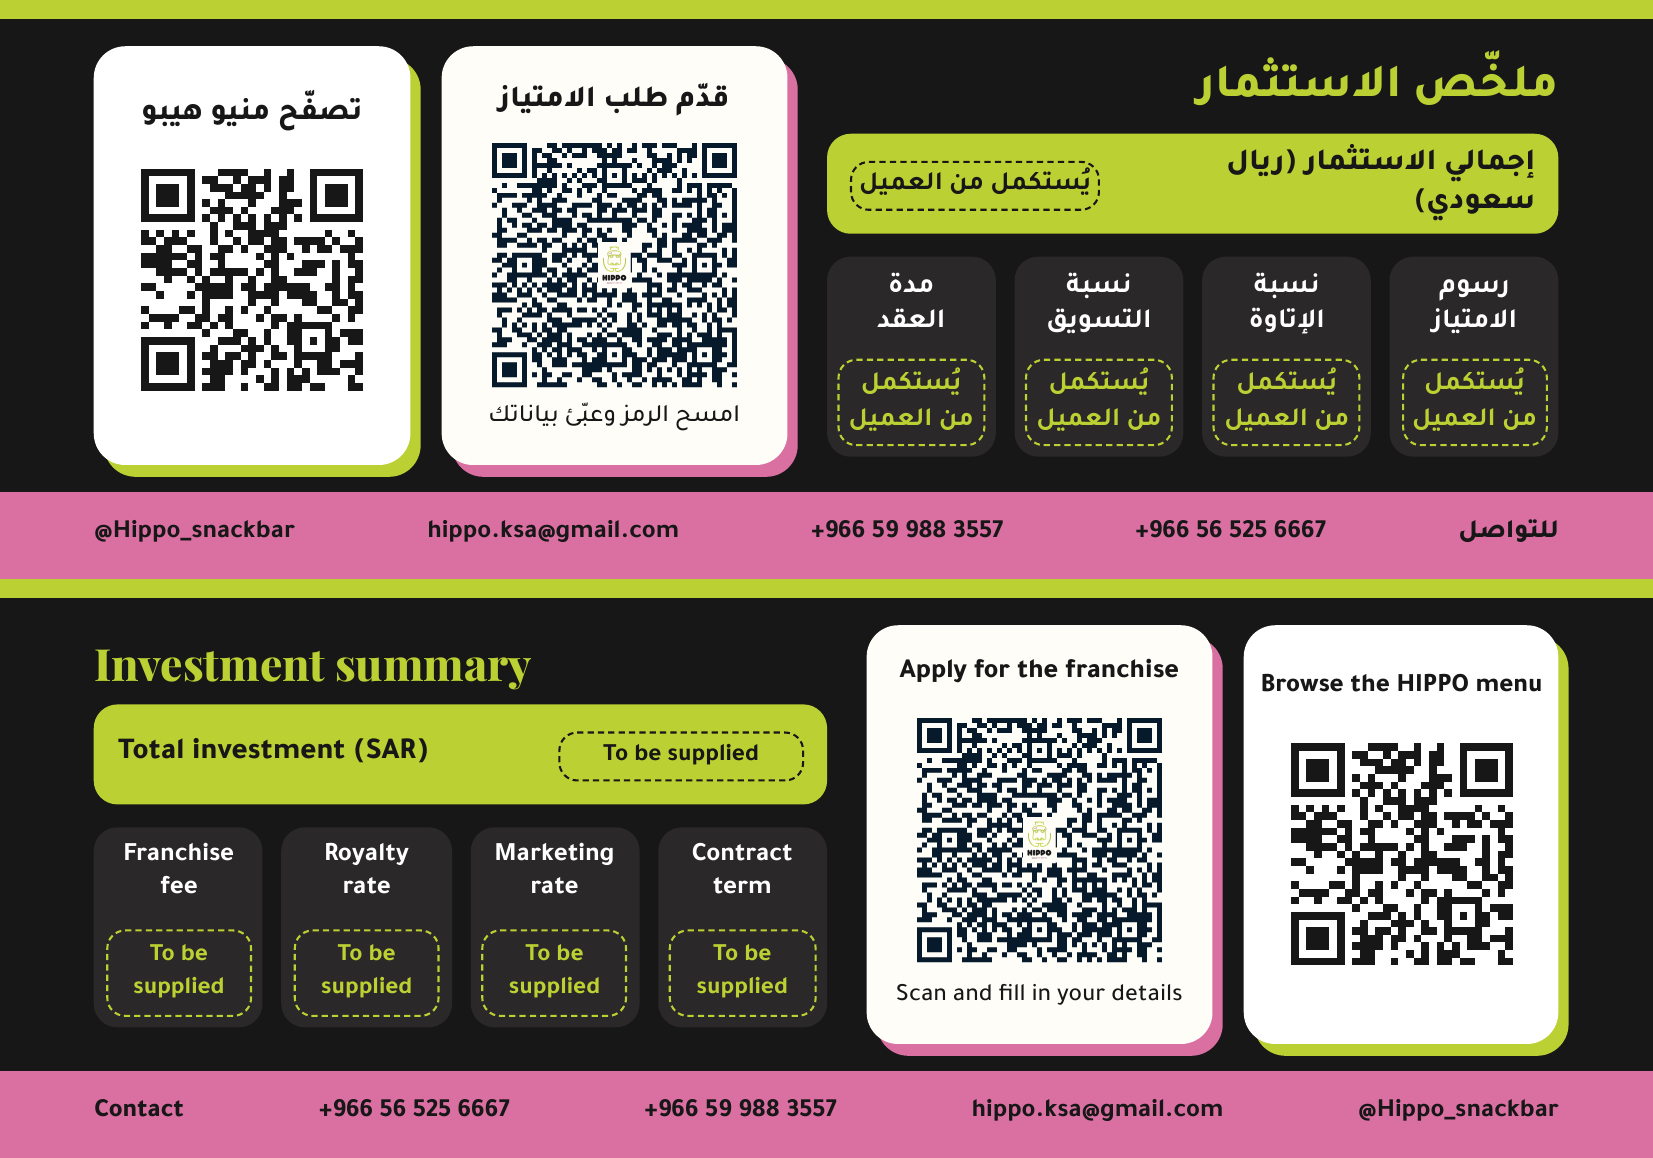 ملخّص الاستثمار
إجمالي الاستثمار (ريال
سعودي)
يُستكمل من العميل
رسوم
الامتياز
يُستكمل
من العميل
نسبة
الإتاوة
يُستكمل
من العميل
نسبة
التسويق
يُستكمل
من العميل
مدة
العقد
يُستكمل
من العميل
قدّم طلب الامتياز
HIPPO
امسح الرمز وعبّئ بياناتك
تصفّح منيو هيبو
للتواصل
+966 56 525 6667
+966 59 988 3557
hippo.ksa@gmail.com
@Hippo_snackbar
Investment summary
Total investment (SAR)
To be supplied
Franchise
fee
To be
supplied
Royalty
rate
To be
supplied
Marketing
rate
To be
supplied
Contract
term
To be
supplied
Apply for the franchise
HIPPO
Scan and fill in your details
Browse the HIPPO menu
Contact
+966 56 525 6667
+966 59 988 3557
hippo.ksa@gmail.com
@Hippo_snackbar